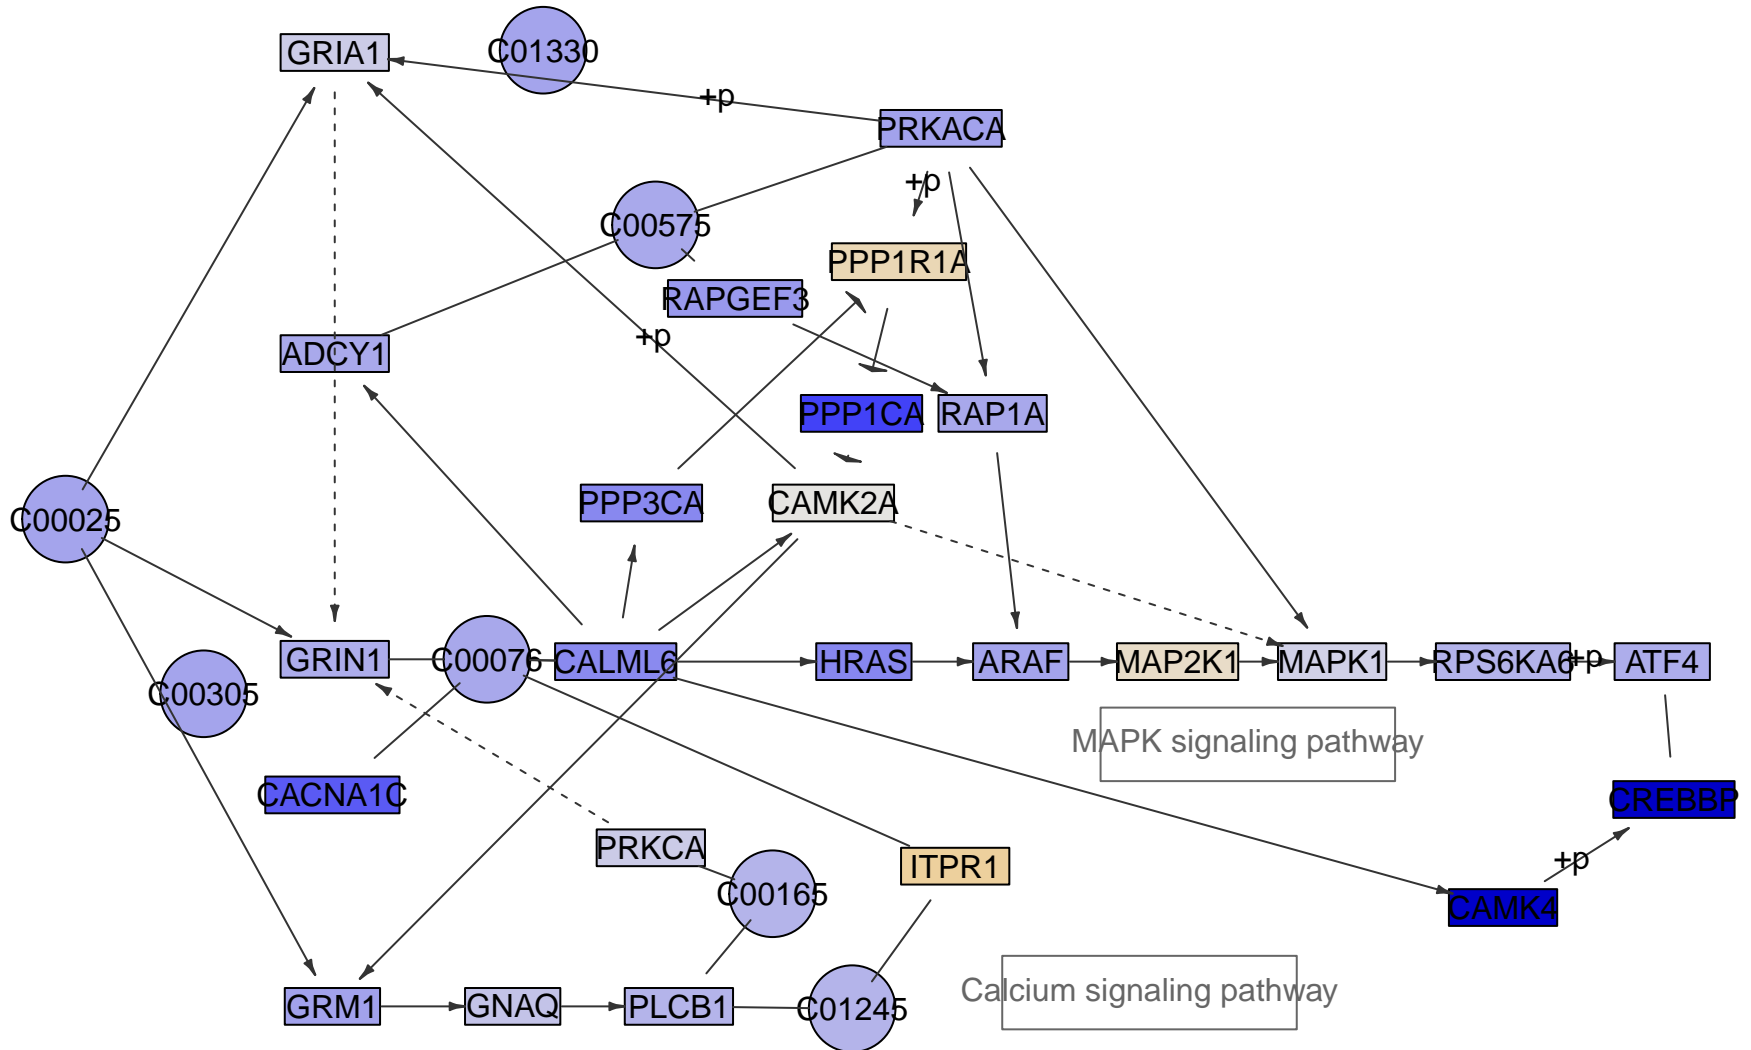 GRIA1
C01330
+p
PRKACA
+p
C00575
PPP1R1A
RAPGEF3
+p
ADCY1
PPP1CA
RAP1A
PPP3CA
CAMK2A
C00025
GRIN1
C00076
CALML6
HRAS
ARAF
MAP2K1
MAPK1
RPS6KA6
+p
ATF4
C00305
MAPK signaling pathway
CACNA1C
CREBBP
PRKCA
ITPR1
+p
C00165
CAMK4
Calcium signaling pathway
GRM1
GNAQ
PLCB1
C01245